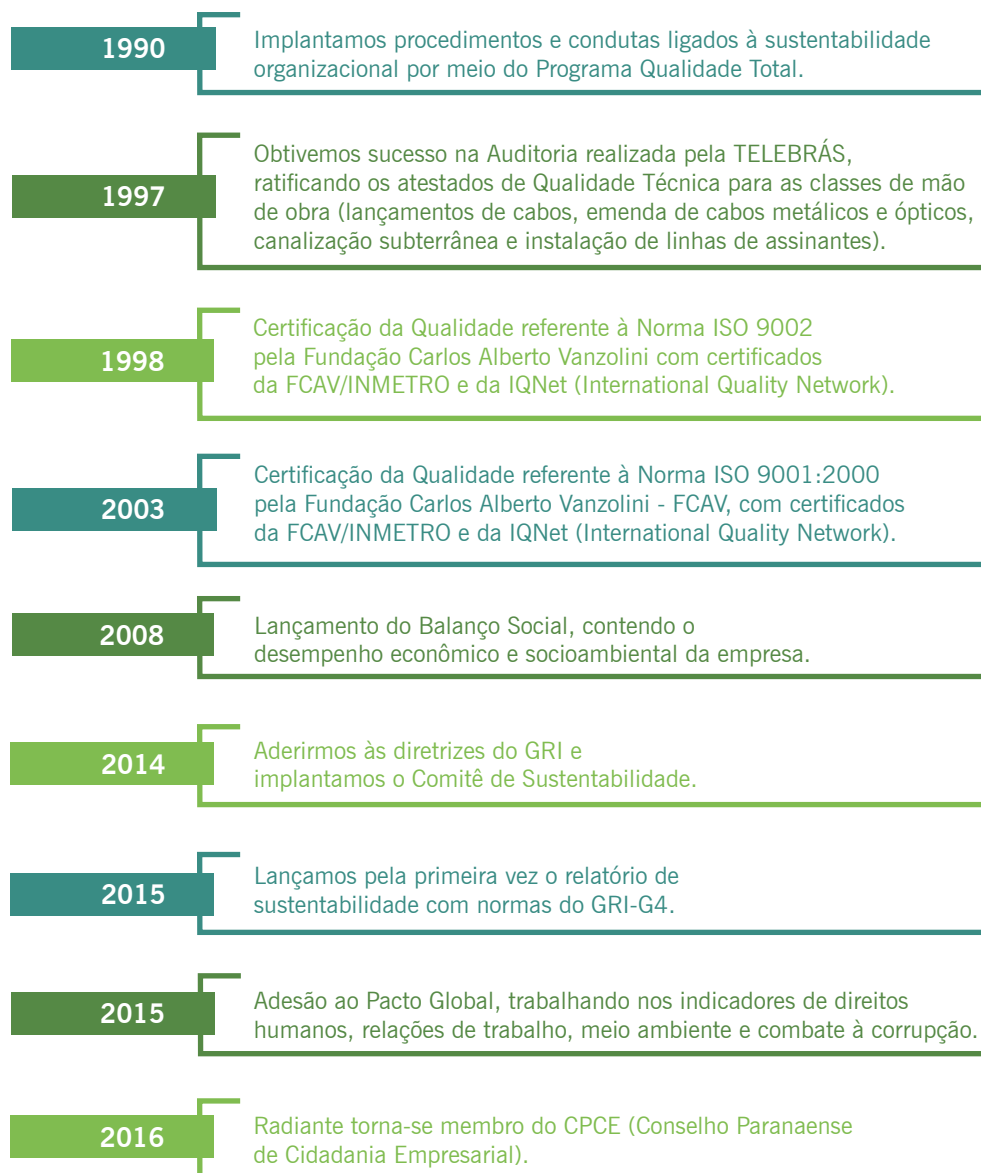 1990
Implantamos procedimentos e condutas ligados à sustentabilidade
organizacional por meio do Programa Qualidade Total.
1997
Obtivemos sucesso na Auditoria realizada pela TELEBRÁS,
ratificando os atestados de Qualidade Técnica para as classes de mão
de obra (lançamentos de cabos, emenda de cabos metálicos e ópticos,
canalização subterrânea e instalação de linhas de assinantes).
1998
Certificação da Qualidade referente à Norma ISO 9002
pela Fundação Carlos Alberto Vanzolini com certificados
da FCAV/INMETRO e da IQNet (International Quality Network).
2003
Certificação da Qualidade referente à Norma ISO 9001:2000
pela Fundação Carlos Alberto Vanzolini - FCAV, com certificados
da FCAV/INMETRO e da IQNet (International Quality Network).
2008
Lançamento do Balanço Social, contendo o
desempenho econômico e socioambiental da empresa.
2014
Aderirmos às diretrizes do GRI e
implantamos o Comitê de Sustentabilidade.
2015
Lançamos pela primeira vez o relatório de
sustentabilidade com normas do GRI-G4.
2015
Adesão ao Pacto Global, trabalhando nos indicadores de direitos
humanos, relações de trabalho, meio ambiente e combate à corrupção.
2016
Radiante torna-se membro do CPCE (Conselho Paranaense
de Cidadania Empresarial).